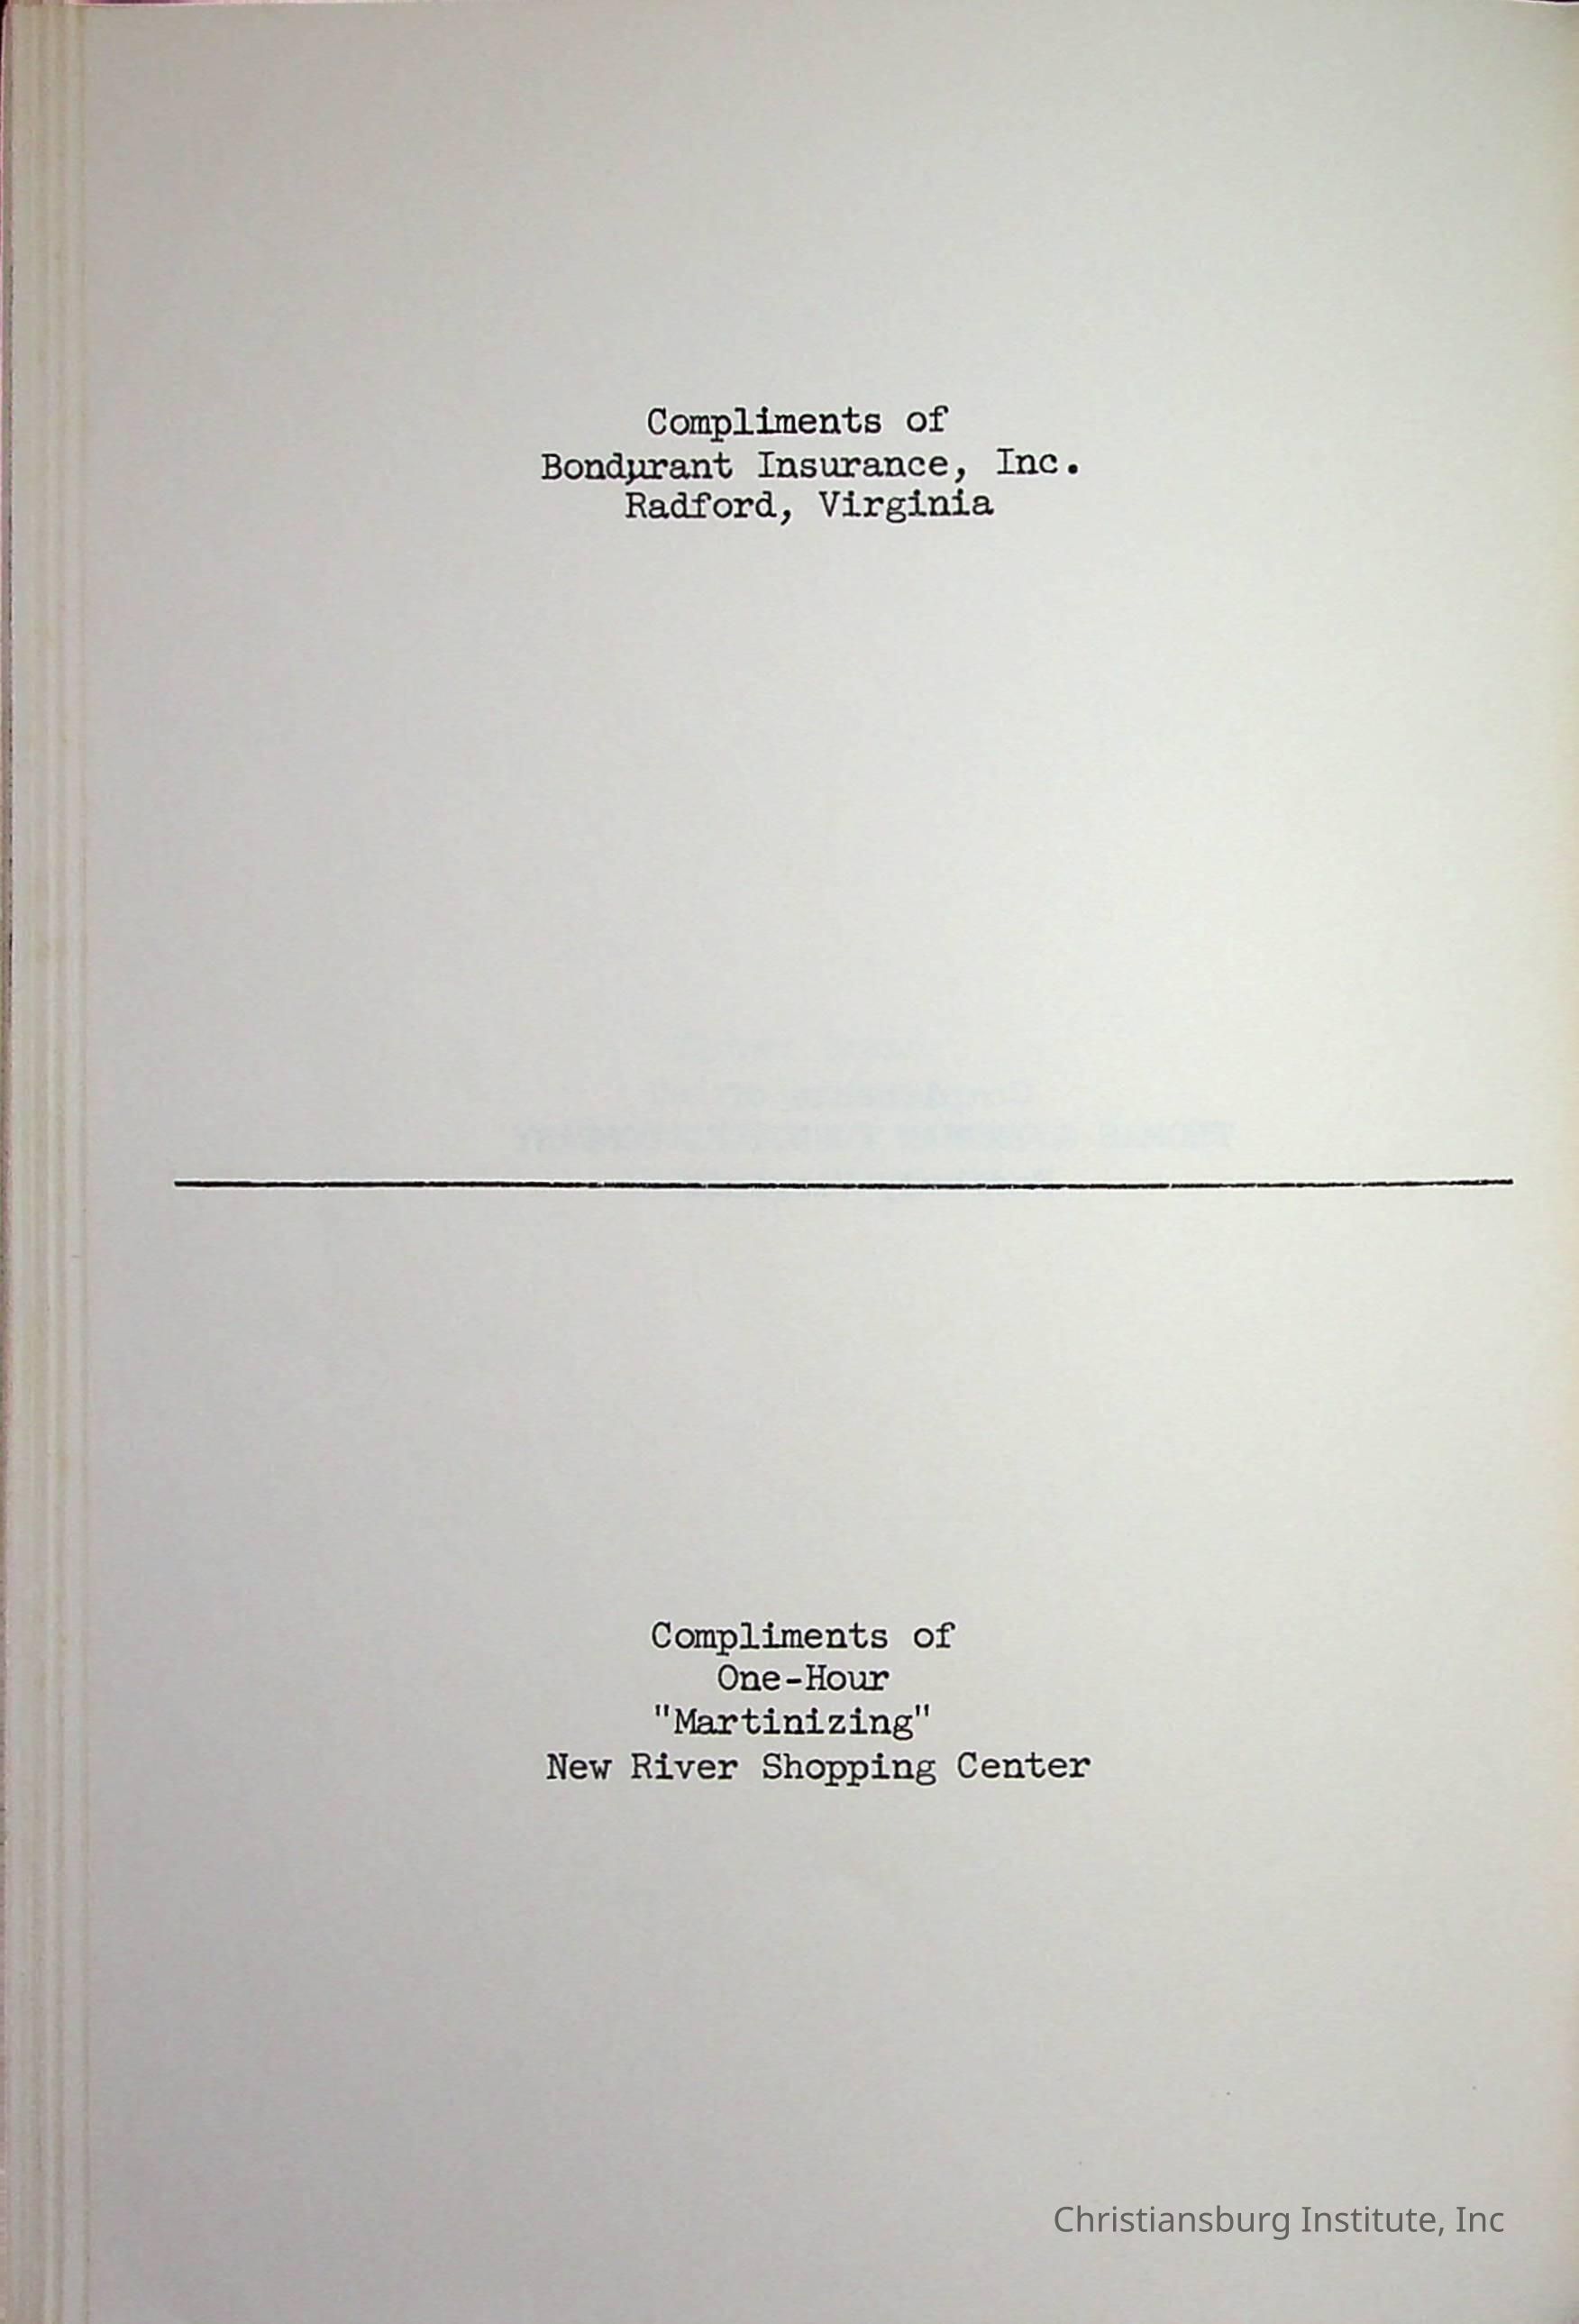 Compliments of
Bondurant Insurance, Inc.
Radford, Virginia
Compliments of
One-Hour
"Martinizing"
New River Shopping Center
Christiansburg Institute, Inc